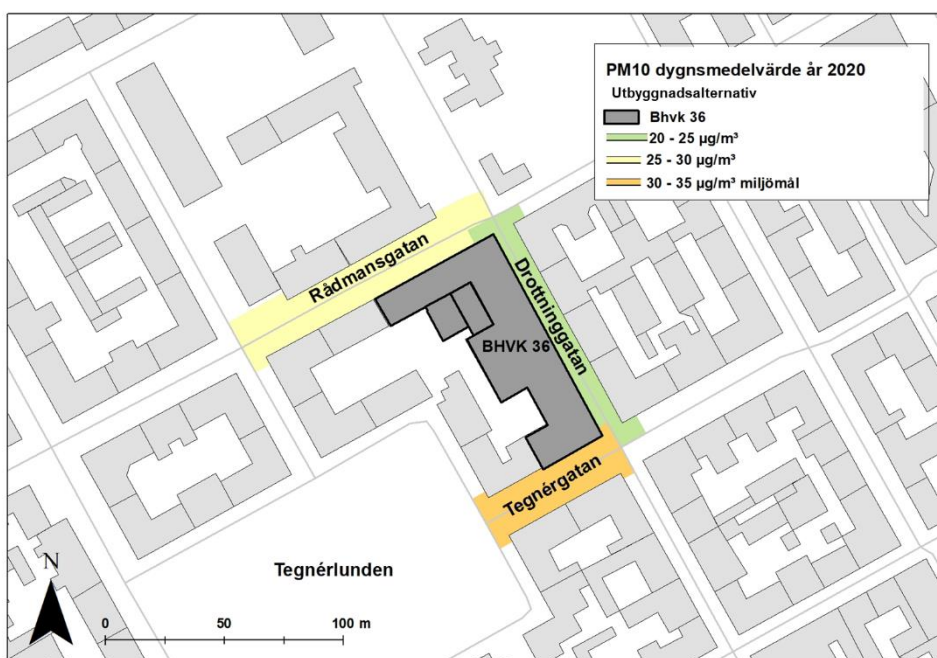 PM10 dygnsmedelvärde år 2020
Utbyggnadsalternativ
Bhvk 36
20 - 25 µg/m³
25 - 30 µg/m³
30 - 35 µg/m³ miljömål
Rådmansgatan
Drottninggatan
BHVK 36
Tegnérgatan
Tegnérlunden
N
0 50 100 m